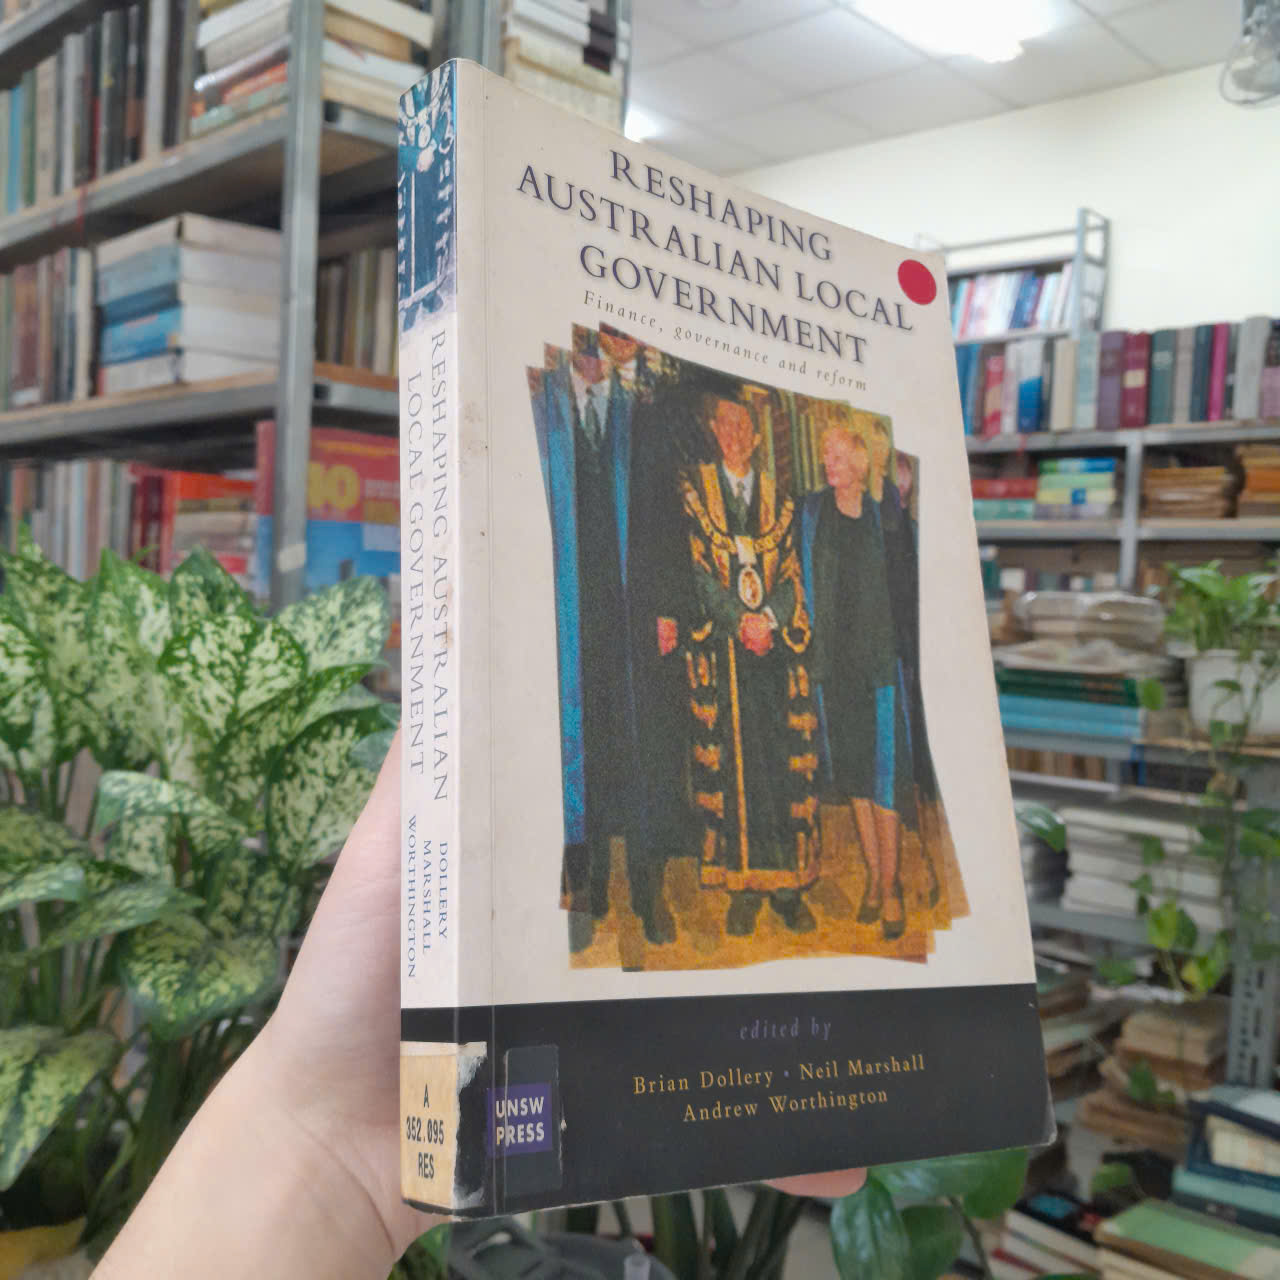 RESHAPING
AUSTRALIAN LOCAL
GOVERNMENT
Finance, governance and reform
edited by
Brian Dollery • Neil Marshall
Andrew Worthington
UNSW
PRESS
RESHAPING AUSTRALIAN
LOCAL GOVERNMENT
DOLLERY
MARSHALL
WORTHINGTON
A
352.095
RES
10